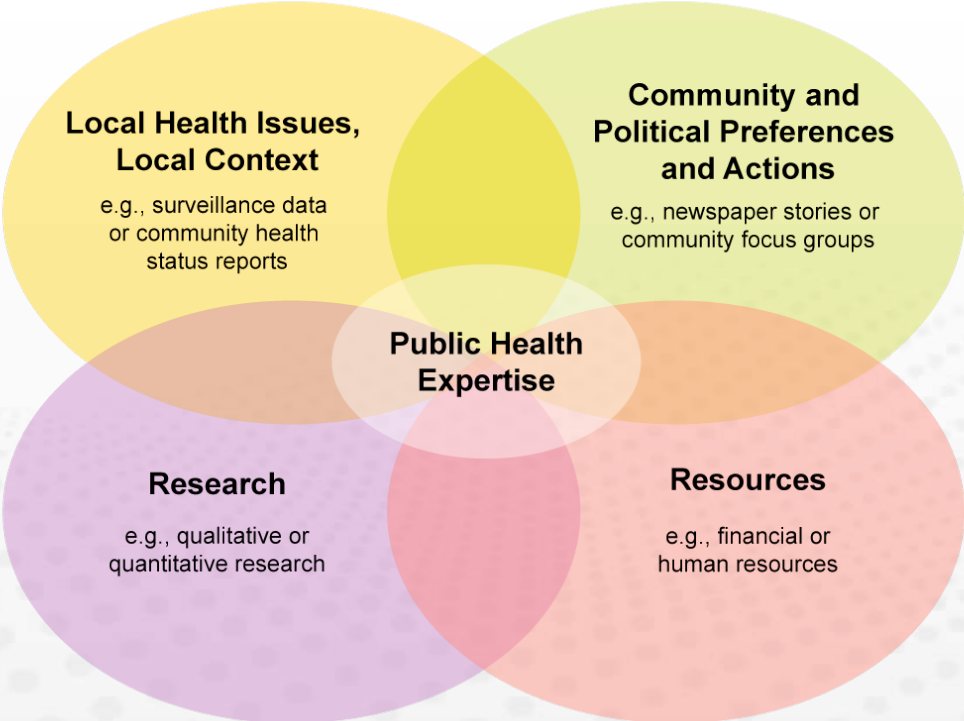 Local Health Issues,
Local Context
e.g., surveillance data
or community health
status reports
Community and
Political Preferences
and Actions
e.g., newspaper stories or
community focus groups
Public Health
Expertise
Research
e.g., qualitative or
quantitative research
Resources
e.g., financial or
human resources